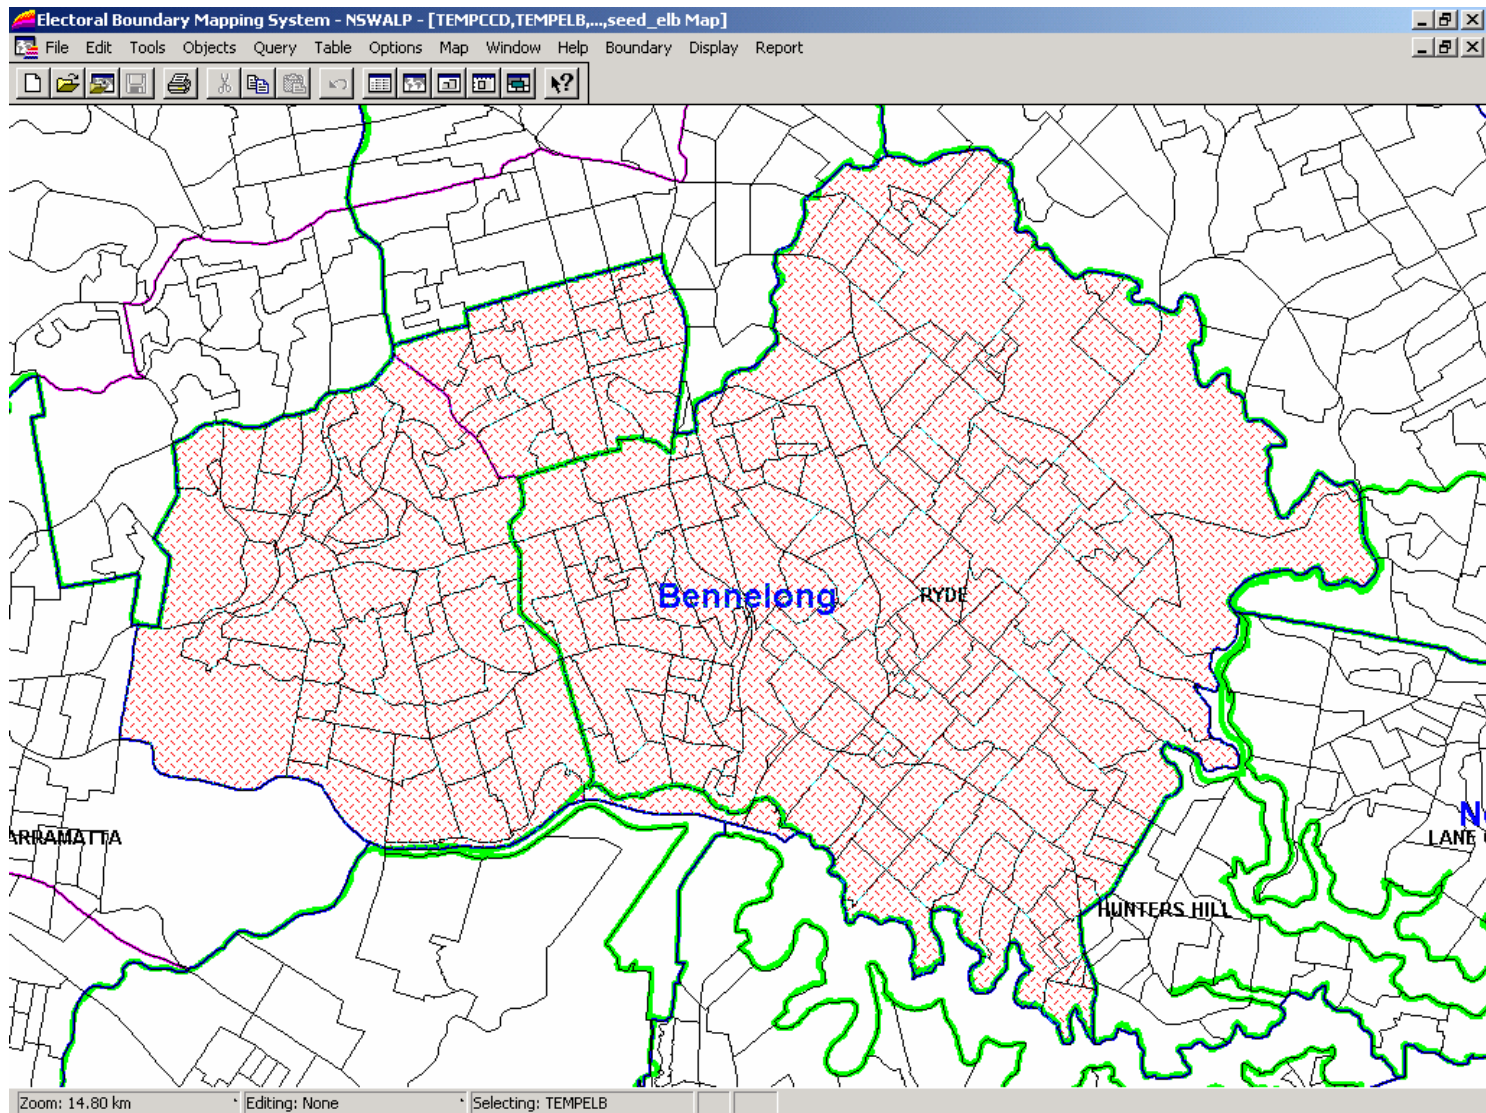 Electoral Boundary Mapping System - NSWALP - [TEMPCCD,TEMPELB,...,seed_elb Map]
File Edit Tools Objects Query Table Options Map Window Help Boundary Display Report
Bennelong
RYDE
ARRAMATTA
LANE
HUNTERS HILL
Zoom: 14.80 km
Editing: None
Selecting: TEMPELB